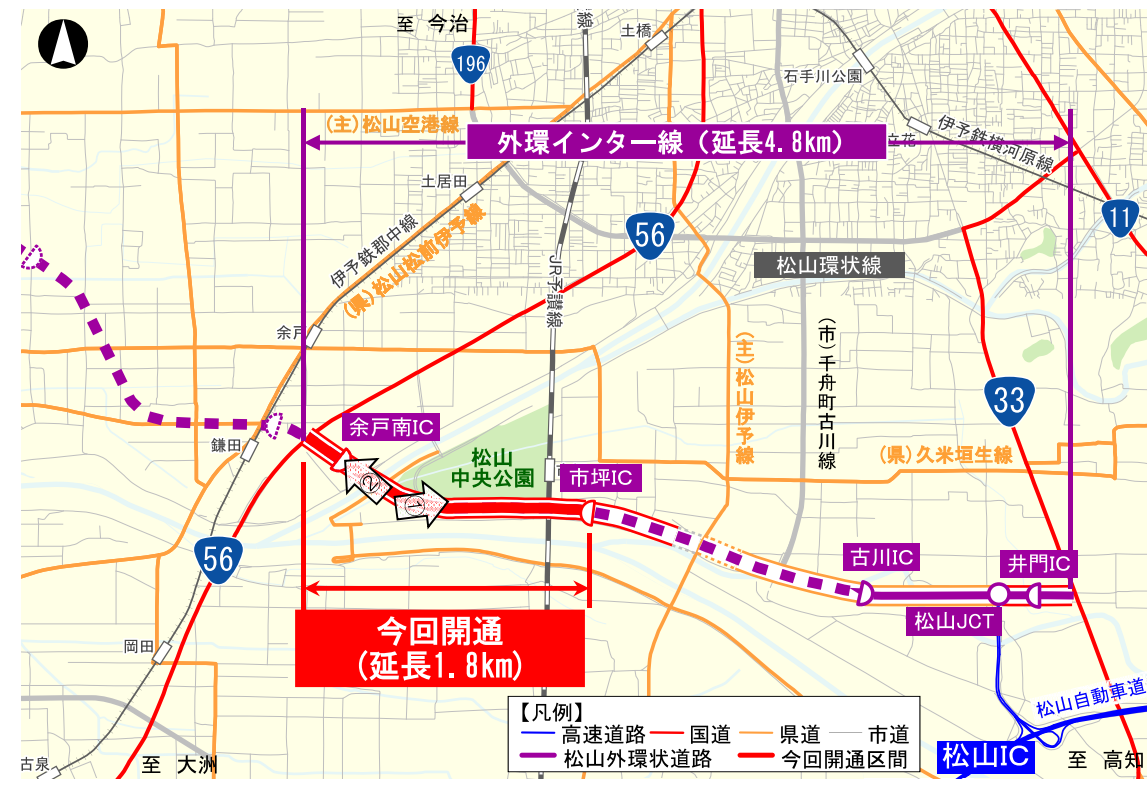 至 今治
土橋
196
石手川公園
(主)松山空港線
外環インター線（延長4.8km）
伊予鉄横河原線
立花
土居田
伊予鉄郡中線
(県)松山松前伊予線
56
11
JR予讃線
松山環状線
余戸
(主)松山伊予線
(市)千舟町古川線
33
余戸南IC
鎌田
松山
中央公園
市坪IC
(県)久米垣生線
②
①
56
古川IC
井門IC
松山JCT
今回開通
(延長1.8km)
岡田
松山自動車道
【凡例】
高速道路 国道 県道 市道
松山外環状道路 今回開通区間
松山IC
古泉
至 大洲
至 高知